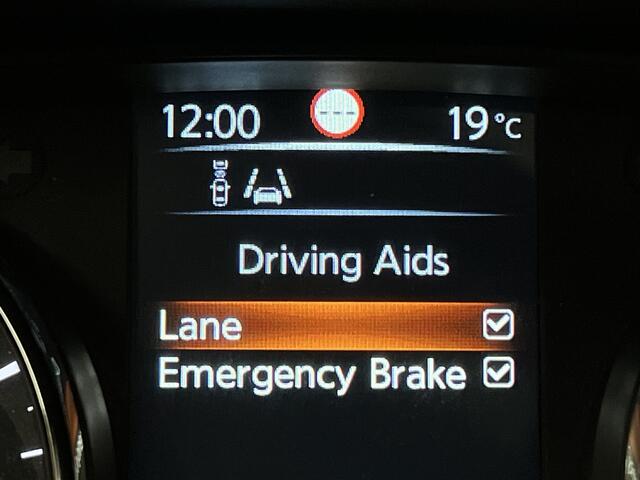 12:00 --- 19 °C
Driving Aids
Lane
Emergency Brake